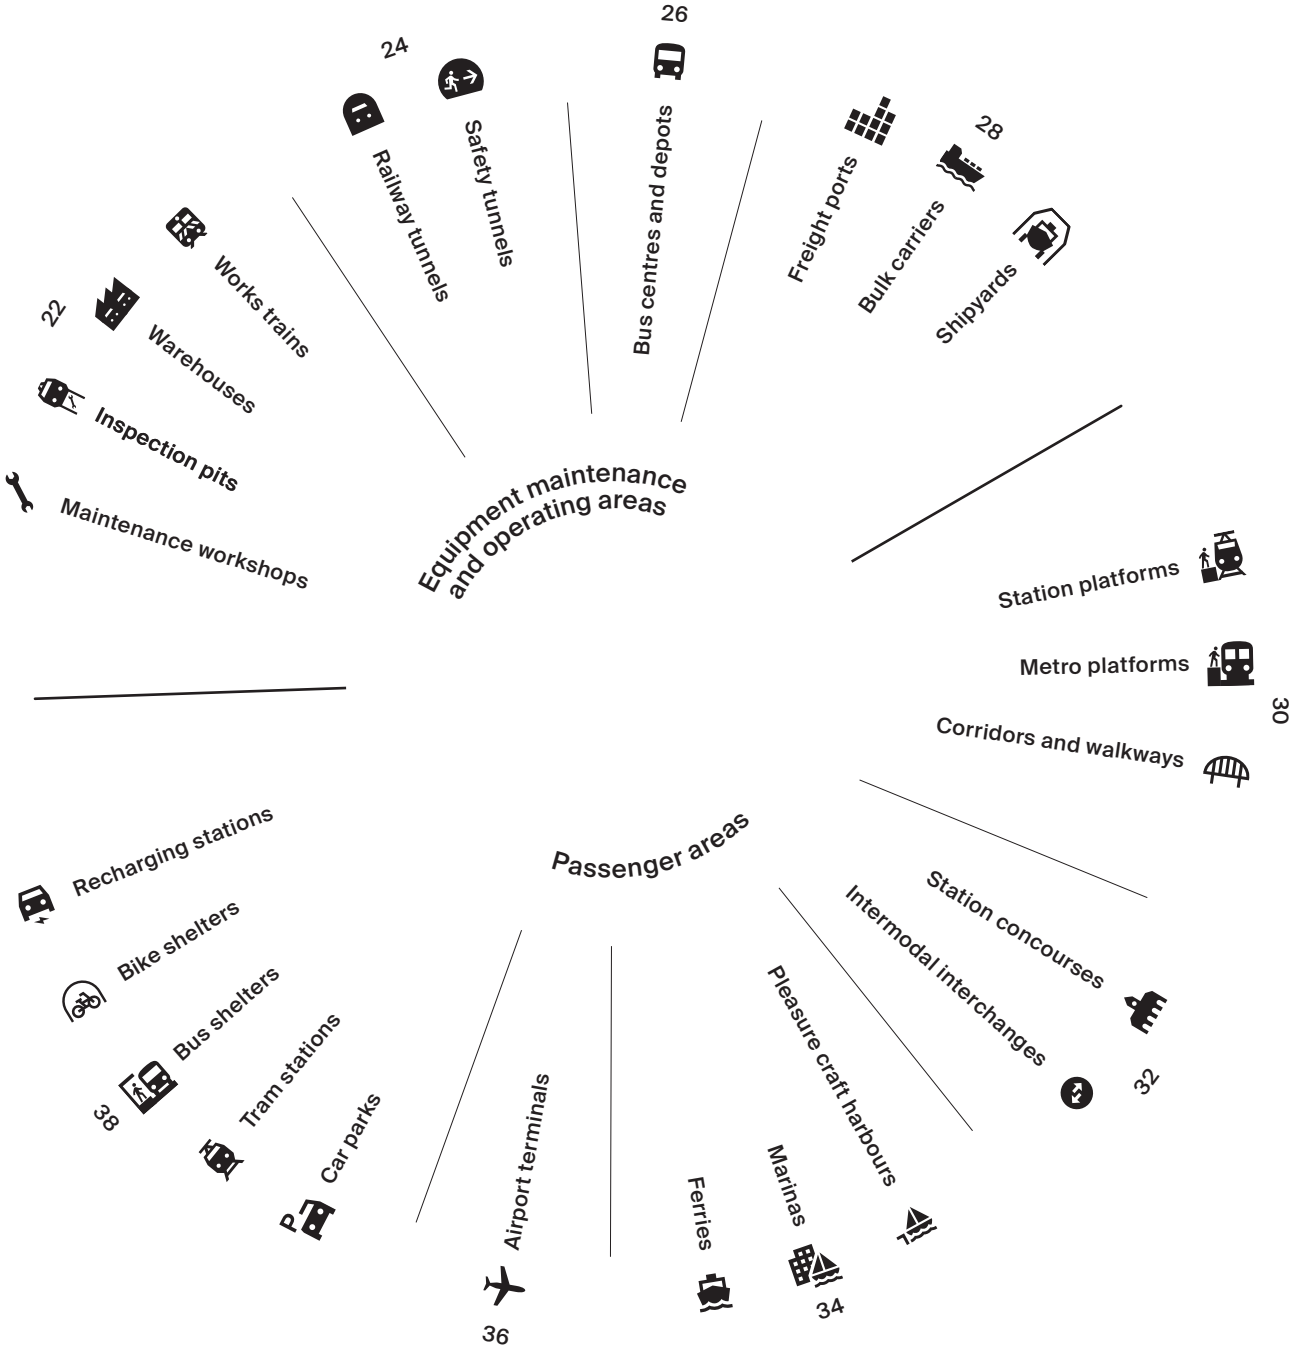 Equipment maintenance
and operating areas
22
Maintenance workshops
Inspection pits
Warehouses
Works trains
24
Railway tunnels
Safety tunnels
26
Bus centres and depots
28
Freight ports
Bulk carriers
Shipyards
Passenger areas
30
Station platforms
Metro platforms
Corridors and walkways
32
Station concourses
Intermodal interchanges
34
Pleasure craft harbours
Marinas
Ferries
36
Airport terminals
38
Car parks
P
Tram stations
Bus shelters
Bike shelters
Recharging stations